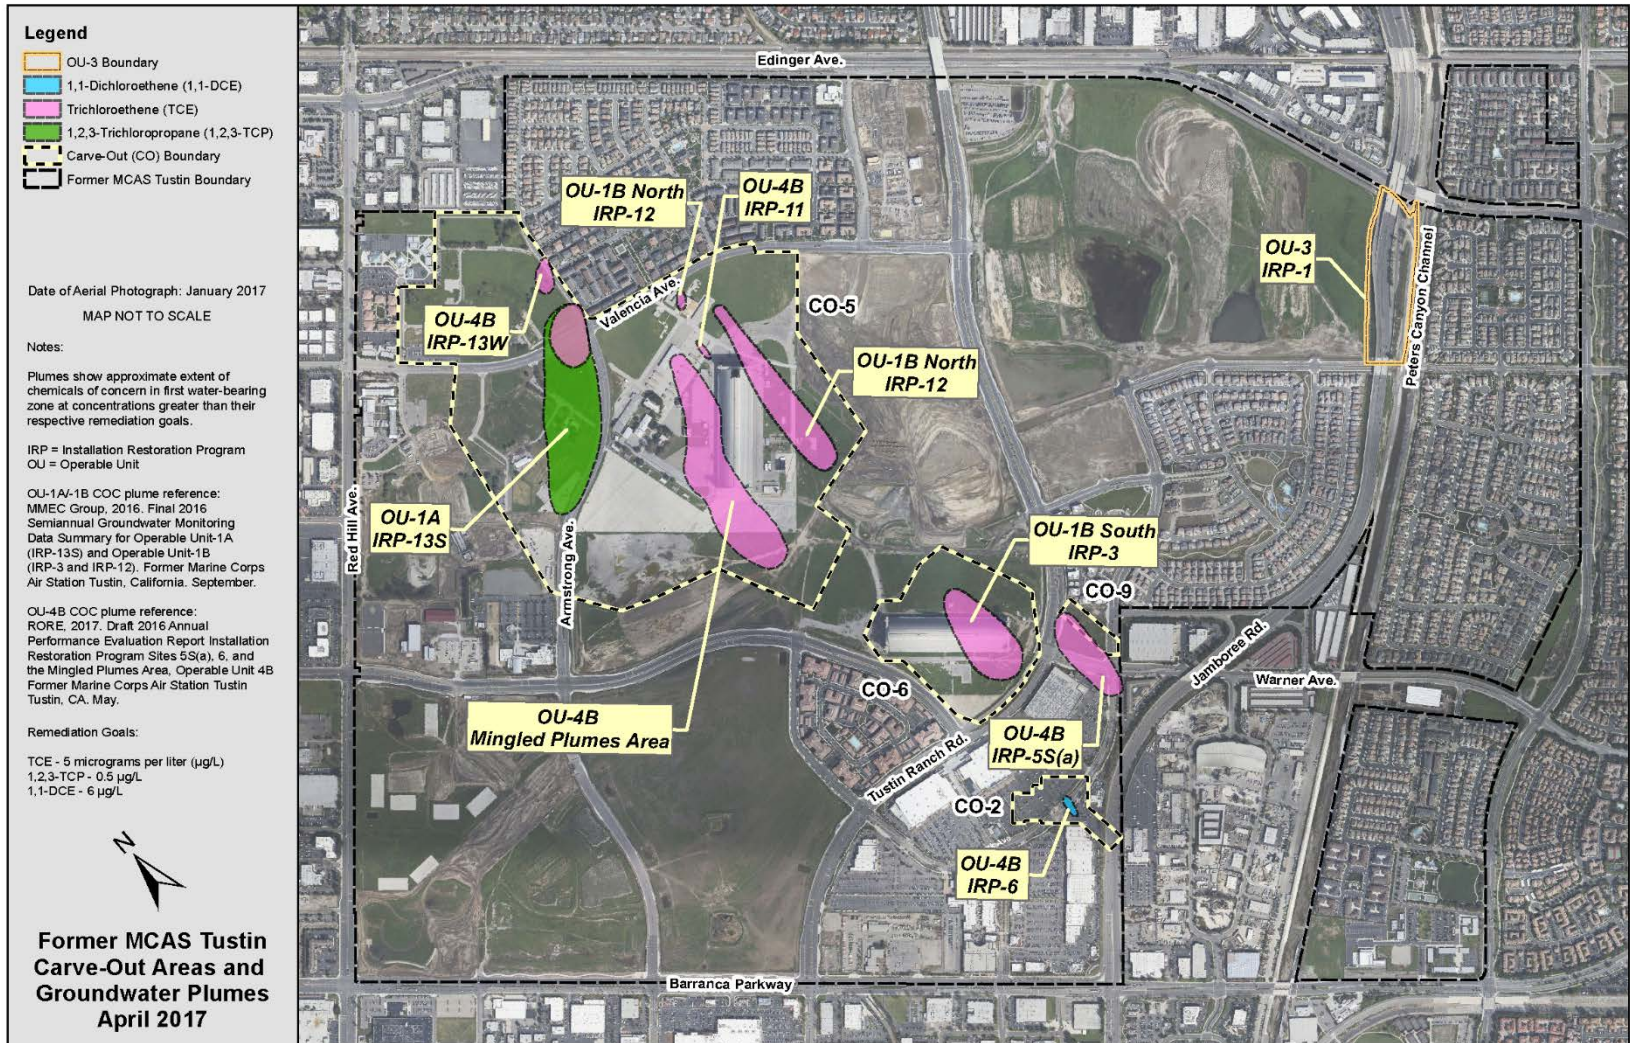 Legend
OU-3 Boundary
1,1-Dichloroethene (1,1-DCE)
Trichloroethene (TCE)
1,2,3-Trichloropropane (1,2,3-TCP)
Carve-Out (CO) Boundary
Former MCAS Tustin Boundary
Date of Aerial Photograph: January 2017
MAP NOT TO SCALE
Notes:
Plumes show approximate extent of
chemicals of concern in first water-bearing
zone at concentrations greater than their
respective remediation goals.
IRP = Installation Restoration Program
OU = Operable Unit
OU-1A/-1B COC plume reference:
MMEC Group, 2016. Final 2016
Semiannual Groundwater Monitoring
Data Summary for Operable Unit-1A
(IRP-13S) and Operable Unit-1B
(IRP-3 and IRP-12). Former Marine Corps
Air Station Tustin, California. September.
OU-4B COC plume reference:
RORE, 2017. Draft 2016 Annual
Performance Evaluation Report Installation
Restoration Program Sites 5S(a), 6, and
the Mingled Plumes Area, Operable Unit 4B
Former Marine Corps Air Station Tustin
Tustin, CA. May.
Remediation Goals:
TCE - 5 micrograms per liter (µg/L)
1,2,3-TCP - 0.5 µg/L
1,1-DCE - 6 µg/L
N
Former MCAS Tustin
Carve-Out Areas and
Groundwater Plumes
April 2017
Edinger Ave.
OU-1B North
IRP-12
OU-4B
IRP-11
OU-3
IRP-1
Peters Canyon Channel
Valencia Ave.
CO-5
OU-4B
IRP-13W
OU-1B North
IRP-12
Red Hill Ave.
OU-1A
IRP-13S
Armstrong Ave.
OU-1B South
IRP-3
CO-9
Jamboree Rd.
Warner Ave.
CO-6
OU-4B
Mingled Plumes Area
OU-4B
IRP-5S(a)
Tustin Ranch Rd.
CO-2
OU-4B
IRP-6
Barranca Parkway